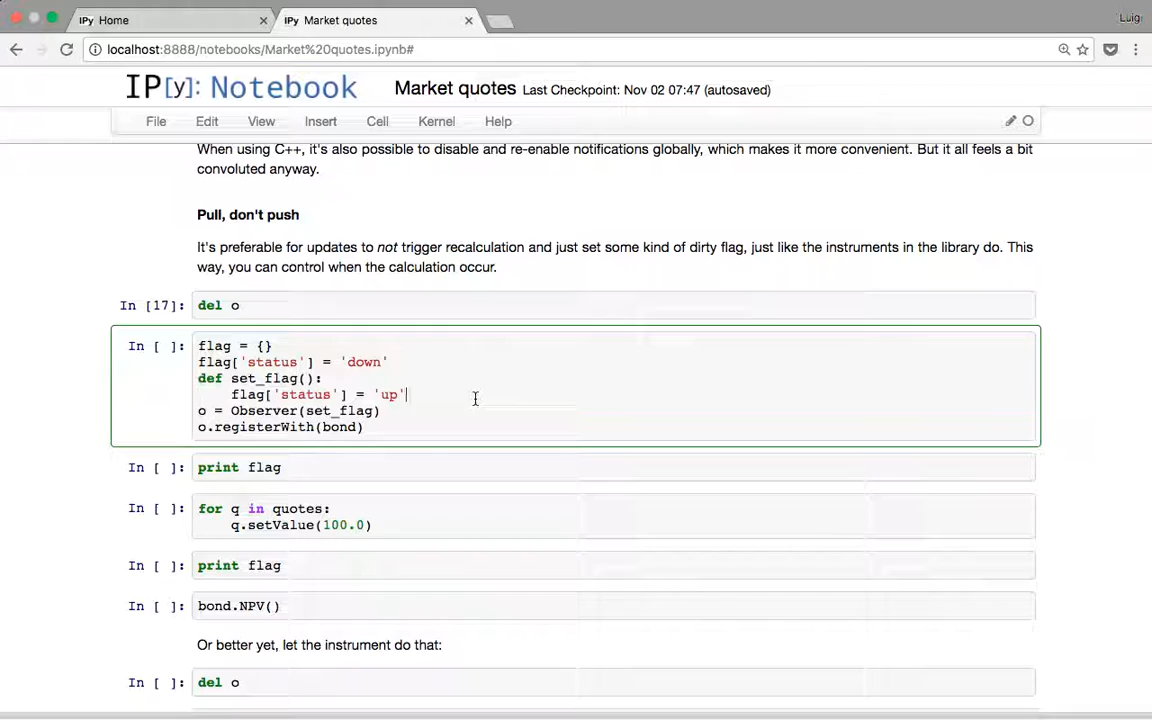 IPy Home
IPy Market quotes
Luigi
localhost:8888/notebooks/Market%20quotes.ipynb#
IP[y]: Notebook
Market quotes Last Checkpoint: Nov 02 07:47 (autosaved)
File Edit View Insert Cell Kernel Help
When using C++, it's also possible to disable and re-enable notifications globally, which makes it more convenient. But it all feels a bit
convoluted anyway.
Pull, don't push
It's preferable for updates to not trigger recalculation and just set some kind of dirty flag, just like the instruments in the library do. This
way, you can control when the calculation occur.
In [17]: del o
In [ ]: flag = {}
flag['status'] = 'down'
def set_flag():
flag['status'] = 'up'
o = Observer(set_flag)
o.registerWith(bond)
In [ ]: print flag
In [ ]: for q in quotes:
q.setValue(100.0)
In [ ]: print flag
In [ ]: bond.NPV()
Or better yet, let the instrument do that:
In [ ]: del o